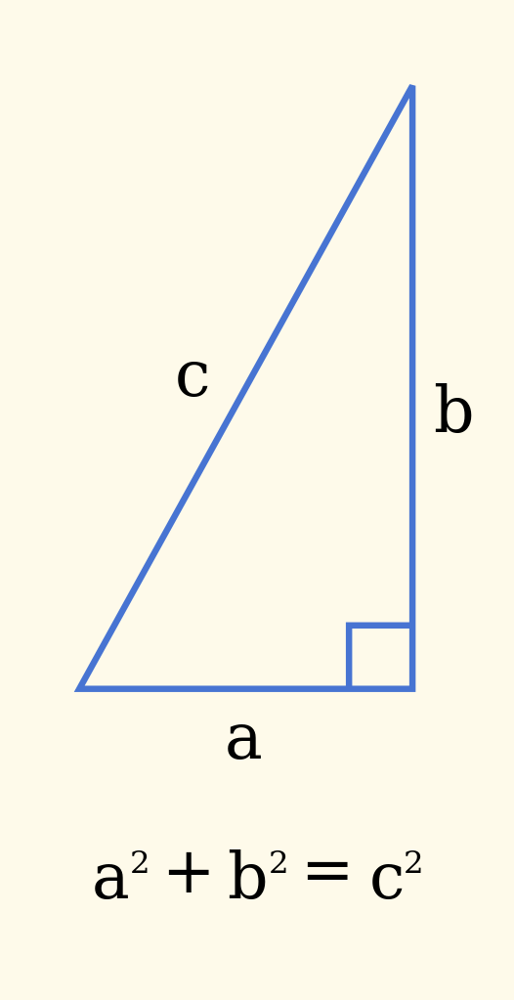 c
b
a
a² + b² = c²